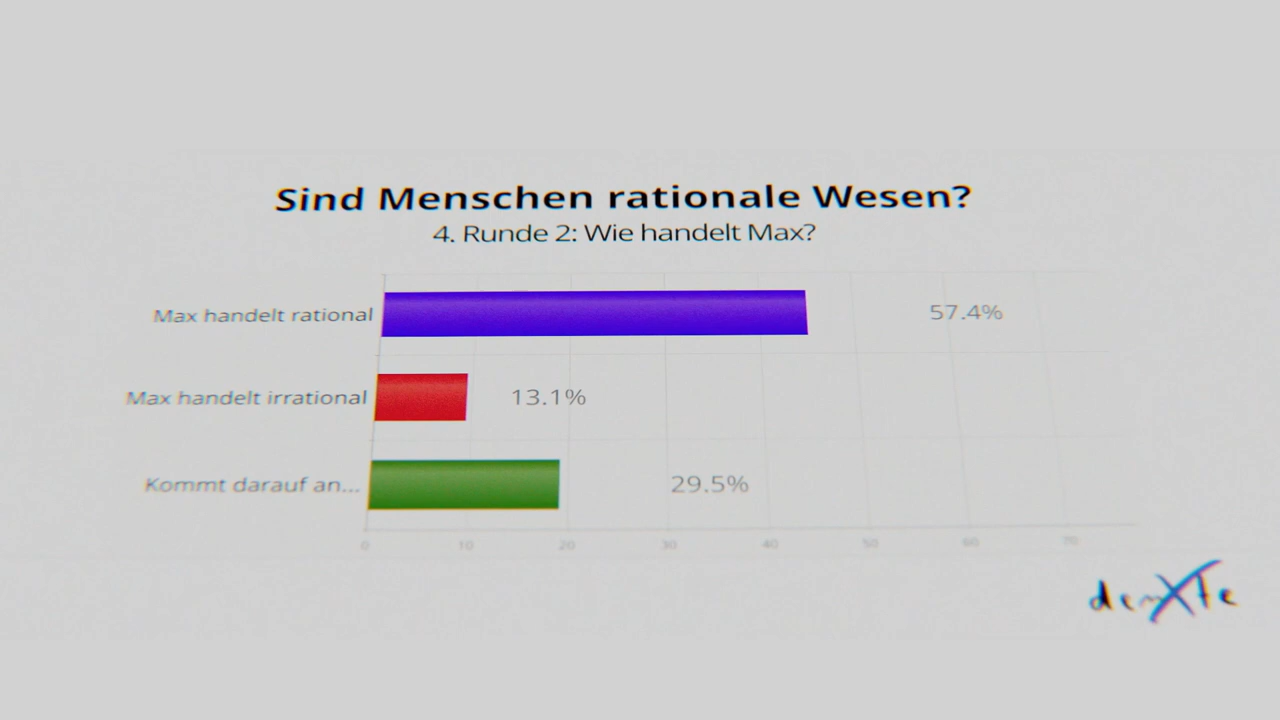 Sind Menschen rationale Wesen?
4. Runde 2: Wie handelt Max?
Max handelt rational 57.4%
Max handelt irrational 13.1%
Kommt darauf an... 29.5%
0 10 20 30 40 50 60 70
denXte